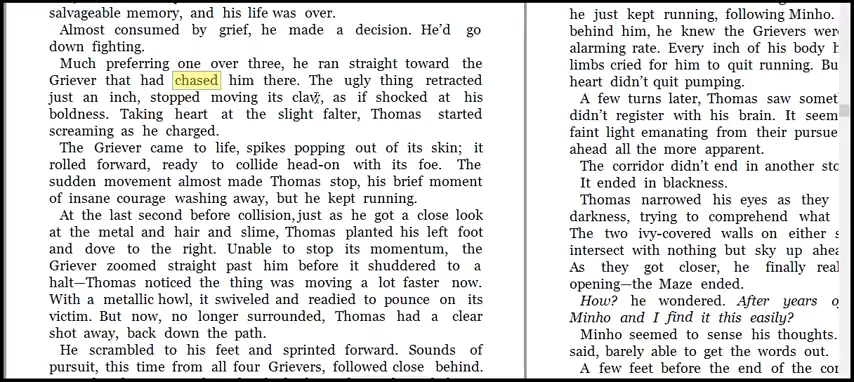 salvageable memory, and his life was over.
Almost consumed by grief, he made a decision. He'd go
down fighting.
Much preferring one over three, he ran straight toward the
Griever that had chased him there. The ugly thing retracted
just an inch, stopped moving its claw, as if shocked at his
boldness. Taking heart at the slight falter, Thomas started
screaming as he charged.
The Griever came to life, spikes popping out of its skin; it
rolled forward, ready to collide head-on with its foe. The
sudden movement almost made Thomas stop, his brief moment
of insane courage washing away, but he kept running.
At the last second before collision, just as he got a close look
at the metal and hair and slime, Thomas planted his left foot
and dove to the right. Unable to stop its momentum, the
Griever zoomed straight past him before it shuddered to a
halt—Thomas noticed the thing was moving a lot faster now.
With a metallic howl, it swiveled and readied to pounce on its
victim. But now, no longer surrounded, Thomas had a clear
shot away, back down the path.
He scrambled to his feet and sprinted forward. Sounds of
pursuit, this time from all four Grievers, followed close behind.
he just kept running, following Minho.
behind him, he knew the Grievers wer
alarming rate. Every inch of his body
limbs cried for him to quit running. Bu
heart didn't quit pumping.
A few turns later, Thomas saw somet
didn't register with his brain. It seem
faint light emanating from their pursue
ahead all the more apparent.
The corridor didn't end in another sto
It ended in blackness.
Thomas narrowed his eyes as they
darkness, trying to comprehend what
The two ivy-covered walls on either s
intersect with nothing but sky up ahea
As they got closer, he finally real
opening—the Maze ended.
How? he wondered. After years o
Minho and I find it this easily?
Minho seemed to sense his thoughts.
said, barely able to get the words out.
A few feet before the end of the cor